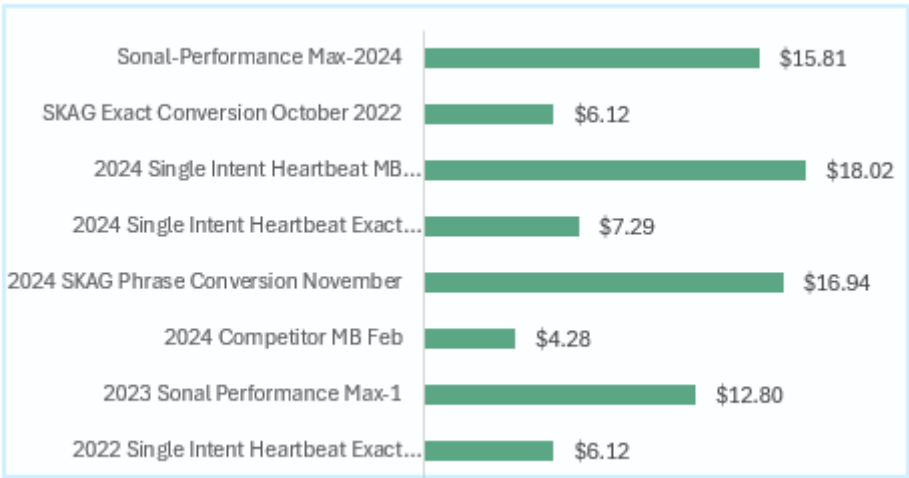 Sonal-Performance Max-2024 $15.81
SKAG Exact Conversion October 2022 $6.12
2024 Single Intent Heartbeat MB... $18.02
2024 Single Intent Heartbeat Exact... $7.29
2024 SKAG Phrase Conversion November $16.94
2024 Competitor MB Feb $4.28
2023 Sonal Performance Max-1 $12.80
2022 Single Intent Heartbeat Exact... $6.12